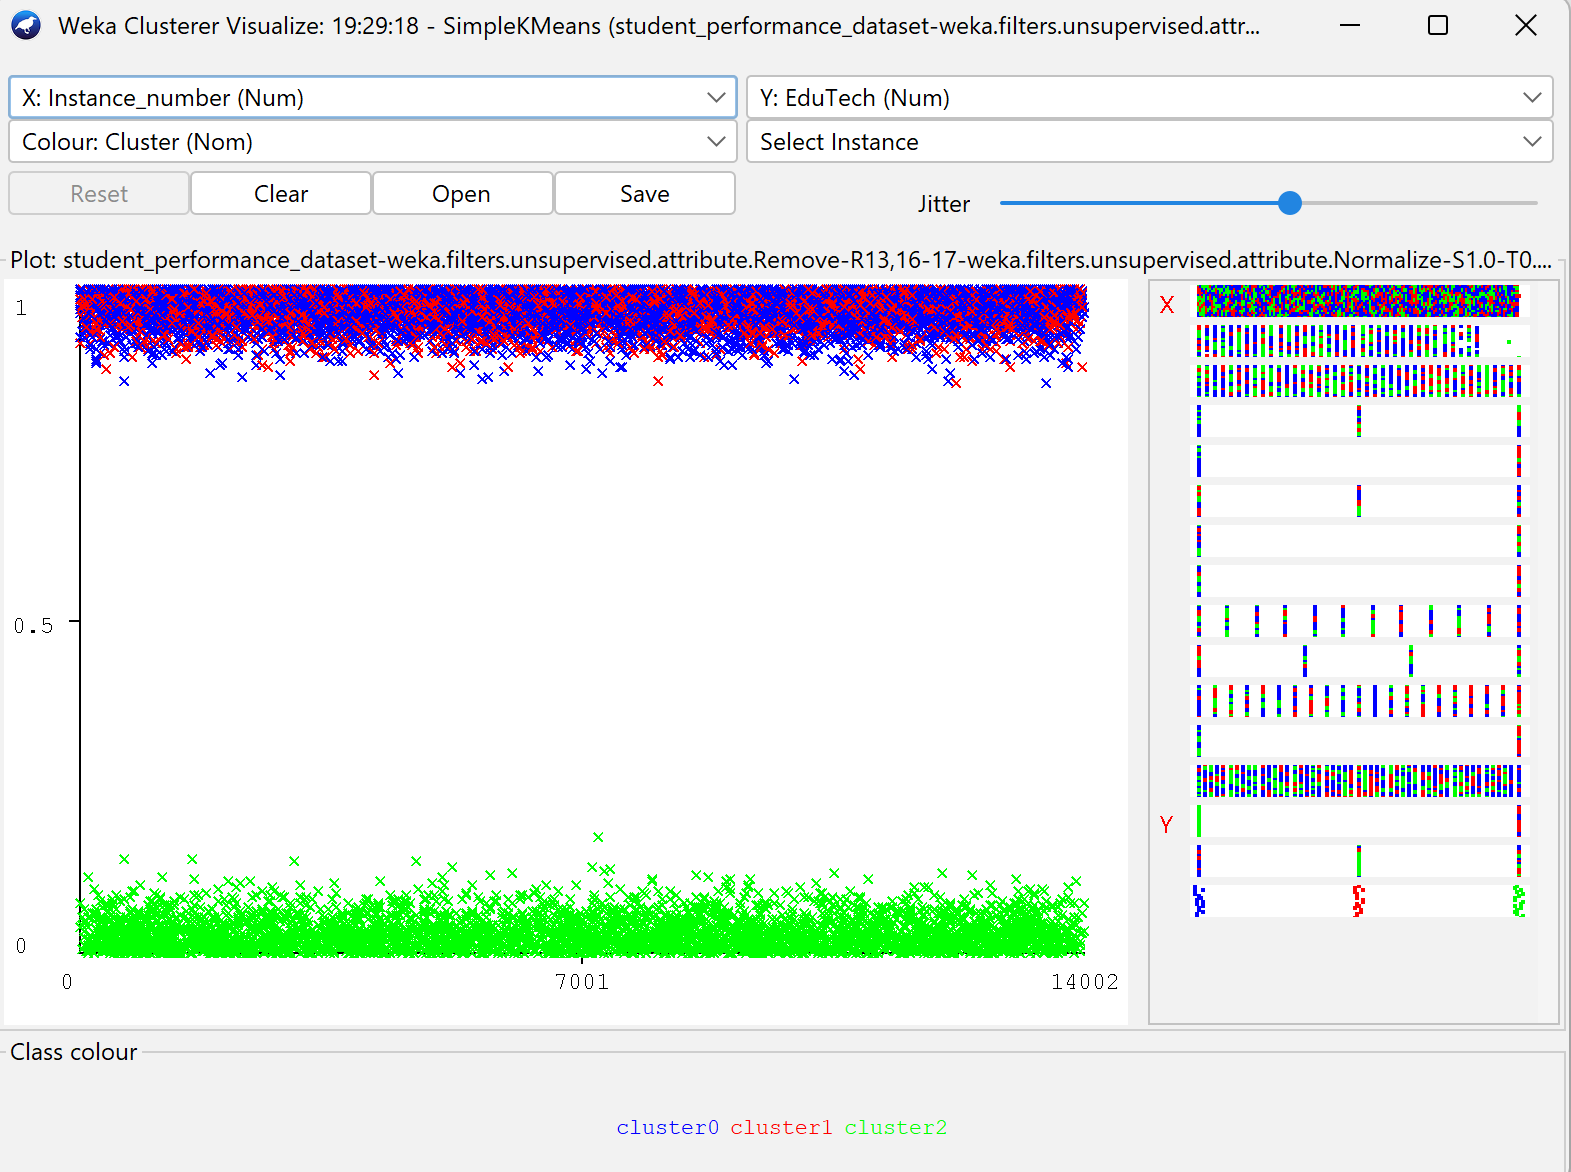 Weka Clusterer Visualize: 19:29:18 - SimpleKMeans (student_performance_dataset-weka.filters.unsupervised.attr...
X: Instance_number (Num)
Y: EduTech (Num)
Colour: Cluster (Nom)
Select Instance
Reset
Clear
Open
Save
Jitter
Plot: student_performance_dataset-weka.filters.unsupervised.attribute.Remove-R13,16-17-weka.filters.unsupervised.attribute.Normalize-S1.0-T0....
1
0.5
0
0
7001
14002
X
Y
Class colour
cluster0 cluster1 cluster2